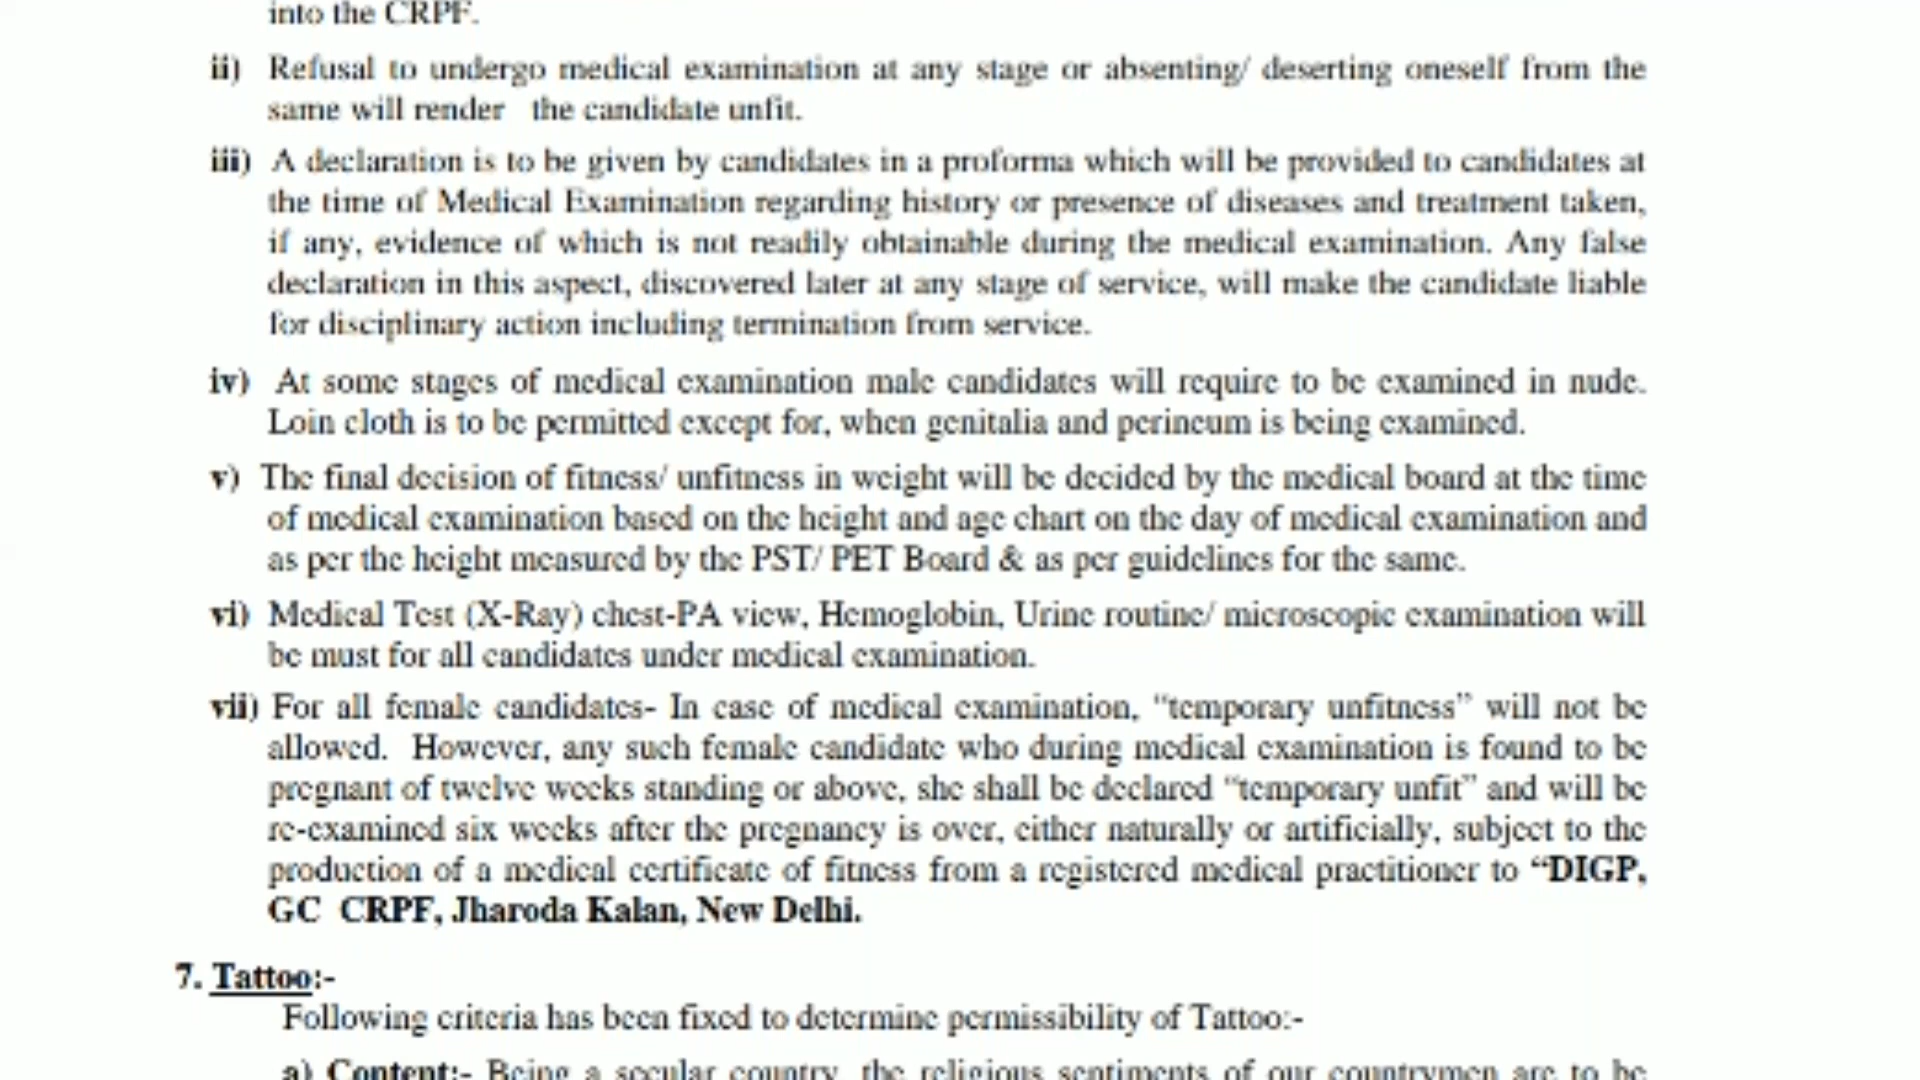 into the CRPF.
ii) Refusal to undergo medical examination at any stage or absenting/ deserting oneself from the
same will render the candidate unfit.
iii) A declaration is to be given by candidates in a proforma which will be provided to candidates at
the time of Medical Examination regarding history or presence of diseases and treatment taken,
if any, evidence of which is not readily obtainable during the medical examination. Any false
declaration in this aspect, discovered later at any stage of service, will make the candidate liable
for disciplinary action including termination from service.
iv) At some stages of medical examination male candidates will require to be examined in nude.
Loin cloth is to be permitted except for, when genitalia and perineum is being examined.
v) The final decision of fitness/ unfitness in weight will be decided by the medical board at the time
of medical examination based on the height and age chart on the day of medical examination and
as per the height measured by the PST/ PET Board & as per guidelines for the same.
vi) Medical Test (X-Ray) chest-PA view, Hemoglobin, Urine routine/ microscopic examination will
be must for all candidates under medical examination.
vii) For all female candidates- In case of medical examination, “temporary unfitness” will not be
allowed. However, any such female candidate who during medical examination is found to be
pregnant of twelve weeks standing or above, she shall be declared “temporary unfit” and will be
re-examined six weeks after the pregnancy is over, either naturally or artificially, subject to the
production of a medical certificate of fitness from a registered medical practitioner to “DIGP,
GC CRPF, Jharoda Kalan, New Delhi.
7. Tattoo:-
Following criteria has been fixed to determine permissibility of Tattoo:-
a) Content:- Being a secular country, the religious sentiments of our countrymen are to be